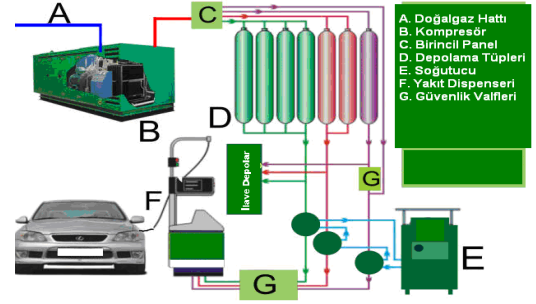 A
B
C
D
İlave Depolar
F
G
G
E
A. Doğalgaz Hattı
B. Kompresör
C. Birincil Panel
D. Depolama Tüpleri
E. Soğutucu
F. Yakıt Dispenseri
G. Güvenlik Valfleri